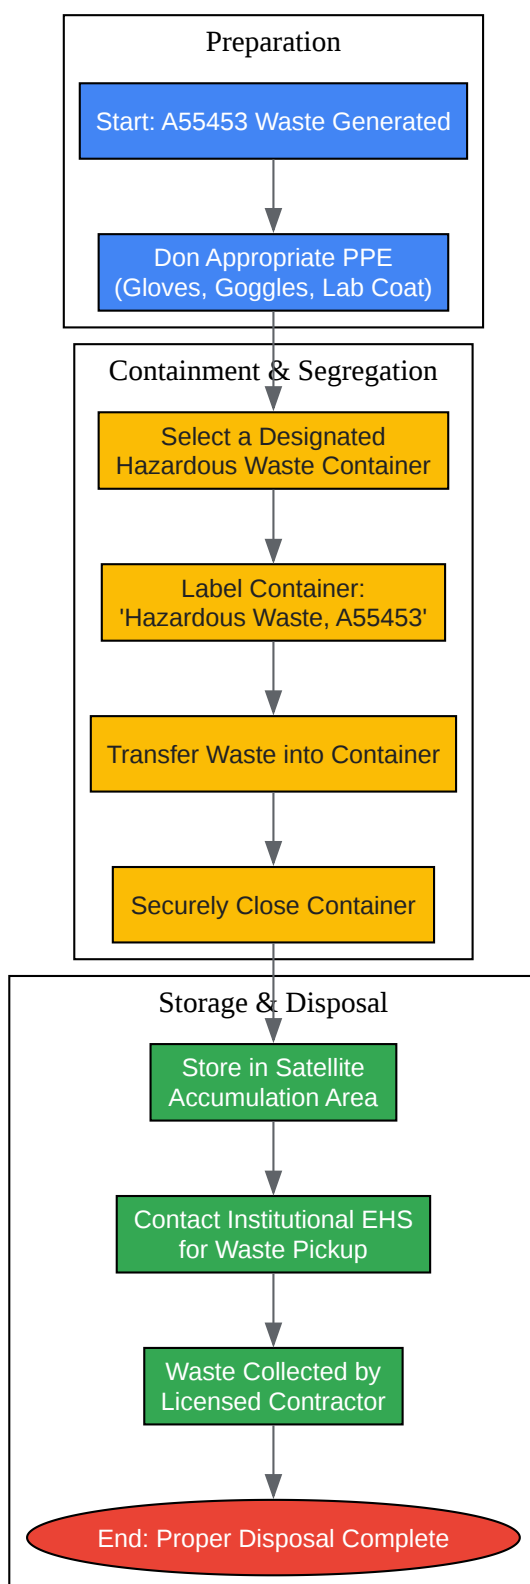 Preparation
Start: A55453 Waste Generated
Don Appropriate PPE
(Gloves, Goggles, Lab Coat)
Containment & Segregation
Select a Designated
Hazardous Waste Container
Label Container:
'Hazardous Waste, A55453'
Transfer Waste into Container
Securely Close Container
Storage & Disposal
Store in Satellite
Accumulation Area
Contact Institutional EHS
for Waste Pickup
Waste Collected by
Licensed Contractor
End: Proper Disposal Complete